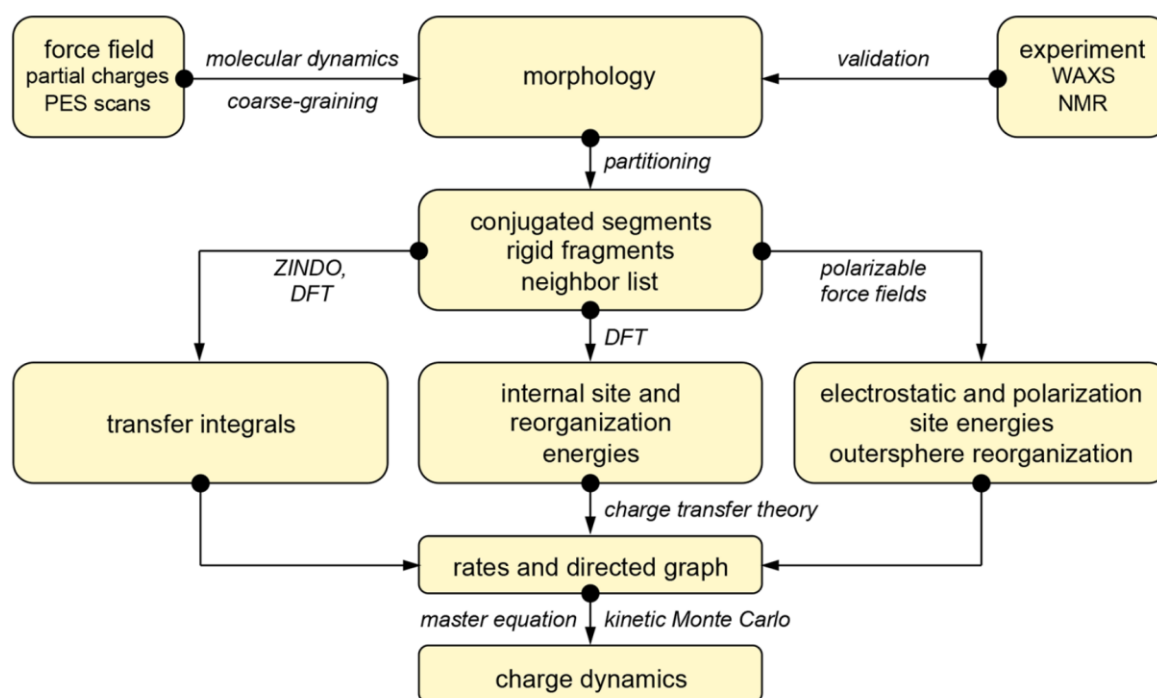 force field
partial charges
PES scans
molecular dynamics
coarse-graining
morphology
validation
experiment
WAXS
NMR
partitioning
conjugated segments
rigid fragments
neighbor list
ZINDO,
DFT
DFT
polarizable
force fields
transfer integrals
internal site and
reorganization
energies
electrostatic and polarization
site energies
outersphere reorganization
charge transfer theory
rates and directed graph
master equation
kinetic Monte Carlo
charge dynamics